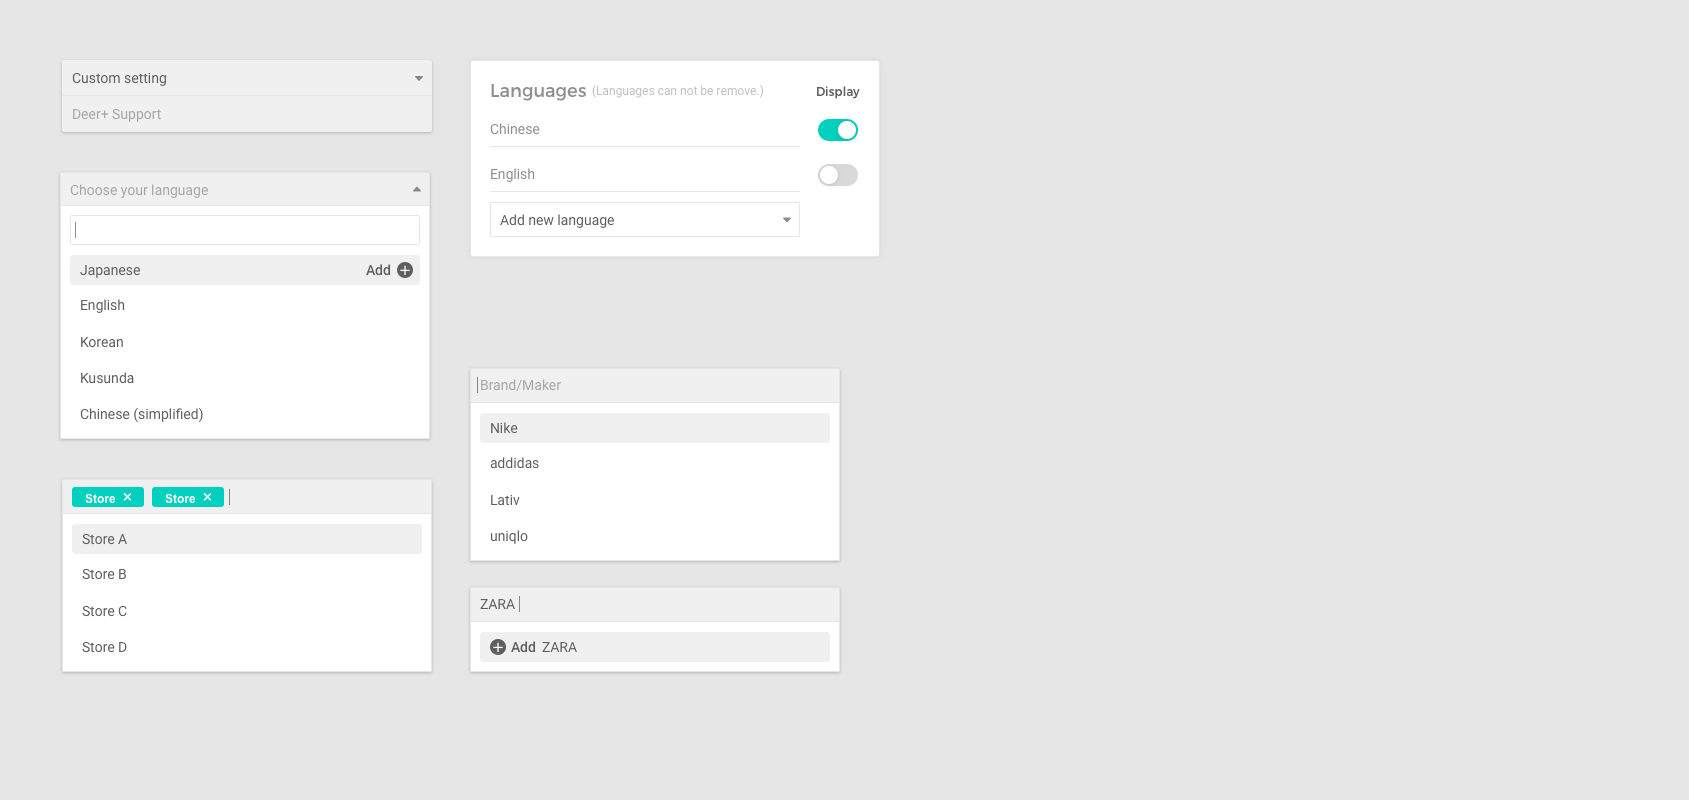 Custom setting
Deer+ Support
Choose your language
Japanese Add
English
Korean
Kusunda
Chinese (simplified)
Store Store
Store A
Store B
Store C
Store D
Languages (Languages can not be remove.) Display
Chinese
English
Add new language
Brand/Maker
Nike
addidas
Lativ
uniqlo
ZARA
Add ZARA